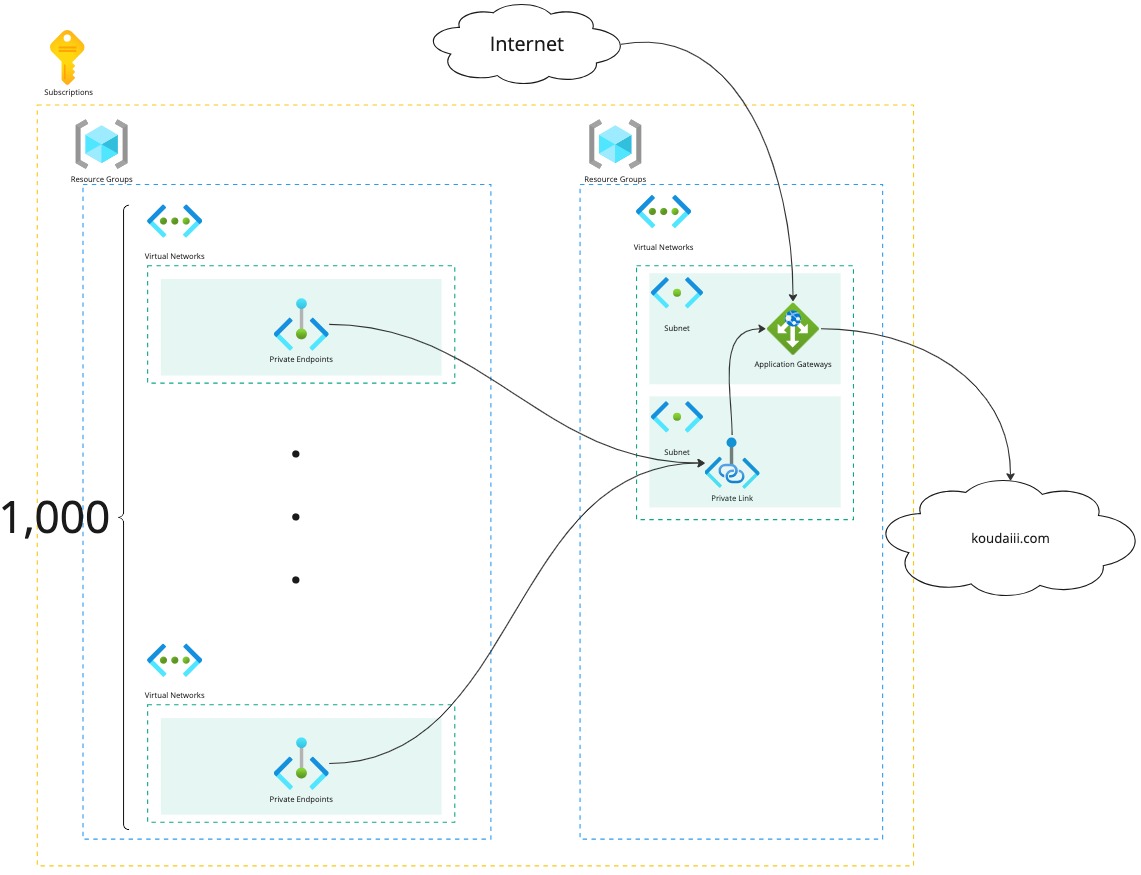 Internet
Subscriptions
Resource Groups
Resource Groups
Virtual Networks
Virtual Networks
Private Endpoints
Subnet
Application Gateways
Subnet
Private Link
1,000
koudaiii.com
Virtual Networks
Private Endpoints